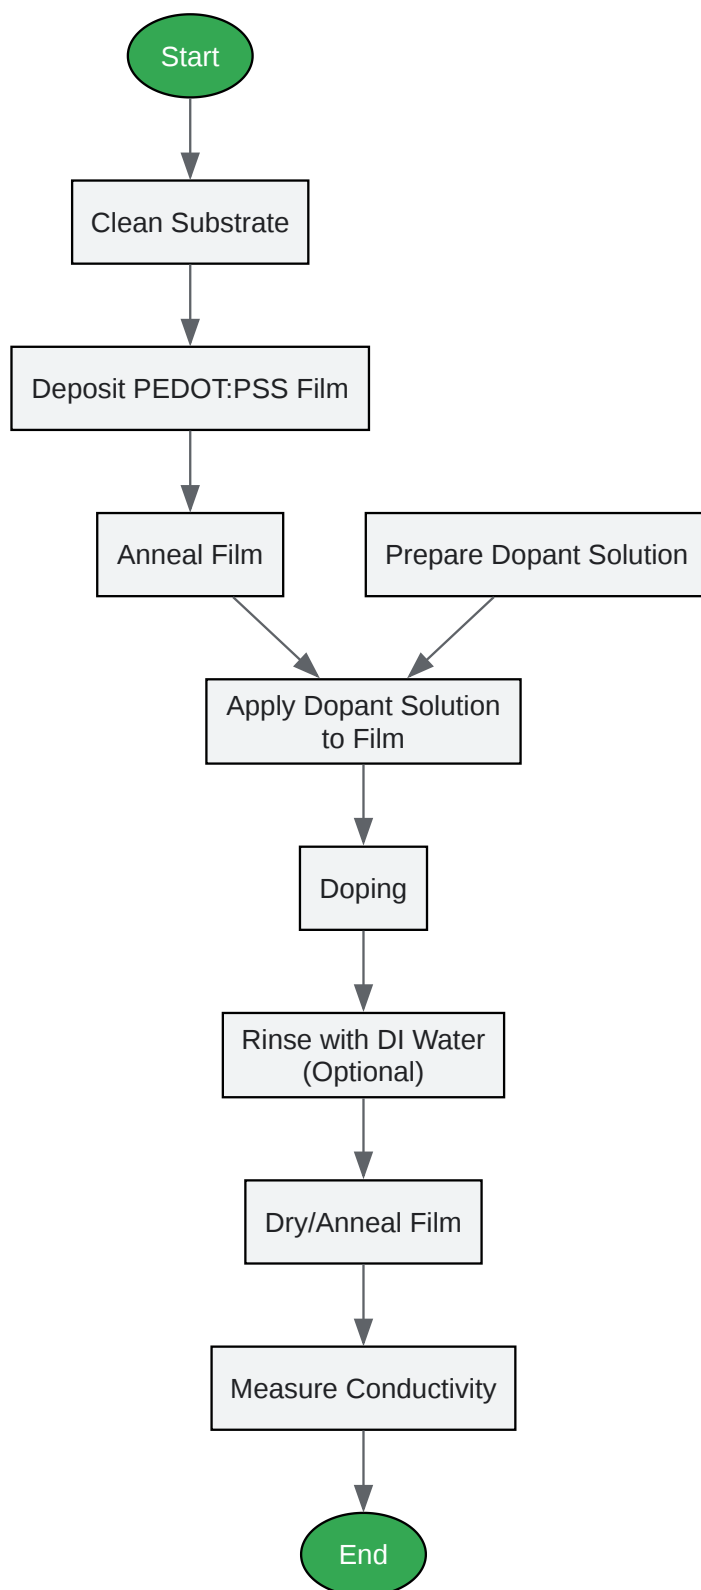 Start
Clean Substrate
Deposit PEDOT:PSS Film
Anneal Film
Prepare Dopant Solution
Apply Dopant Solution
to Film
Doping
Rinse with DI Water
(Optional)
Dry/Anneal Film
Measure Conductivity
End